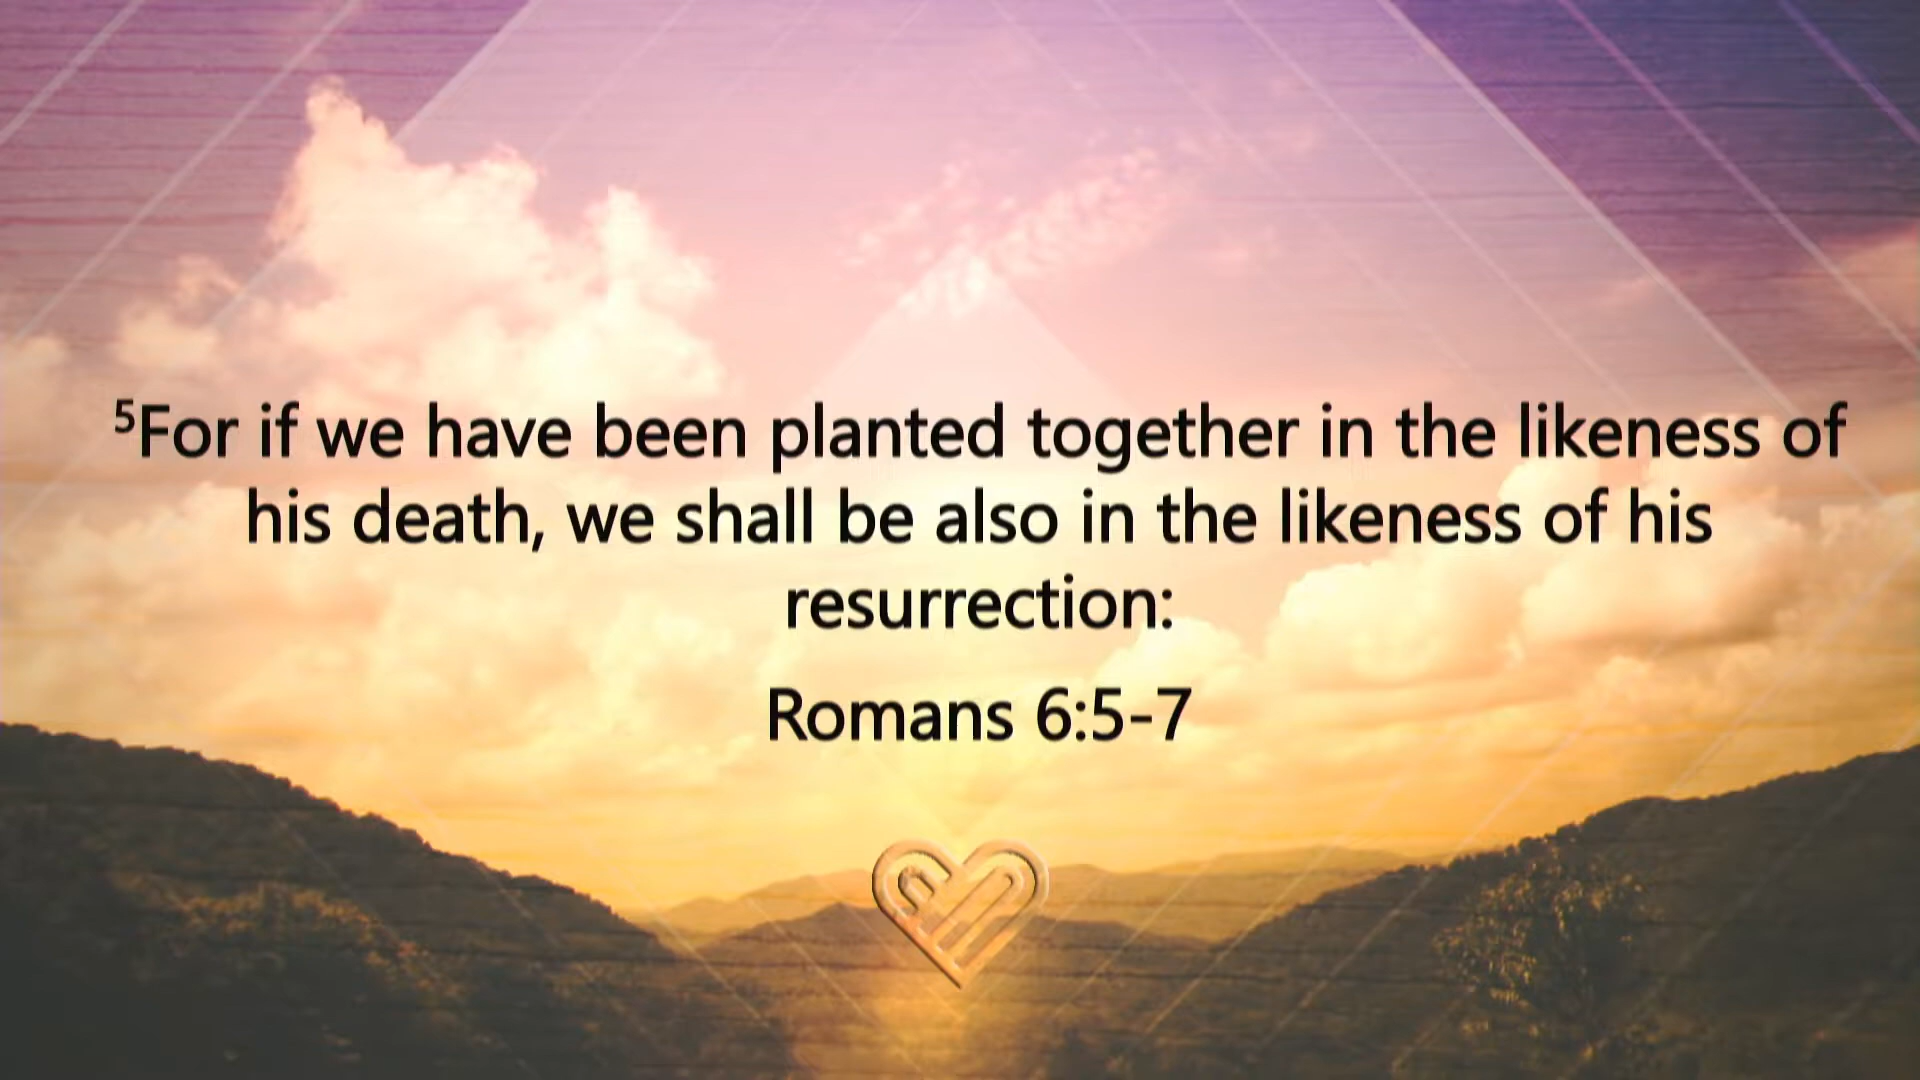 ⁵For if we have been planted together in the likeness of
his death, we shall be also in the likeness of his
resurrection:
Romans 6:5-7